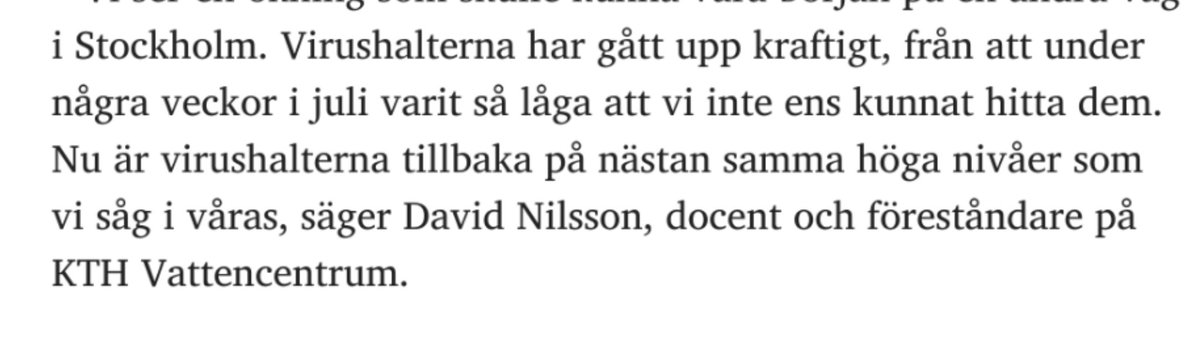 i Stockholm. Virushalterna har gått upp kraftigt, från att under
några veckor i juli varit så låga att vi inte ens kunnat hitta dem.
Nu är virushalterna tillbaka på nästan samma höga nivåer som
vi såg i våras, säger David Nilsson, docent och föreståndare på
KTH Vattencentrum.